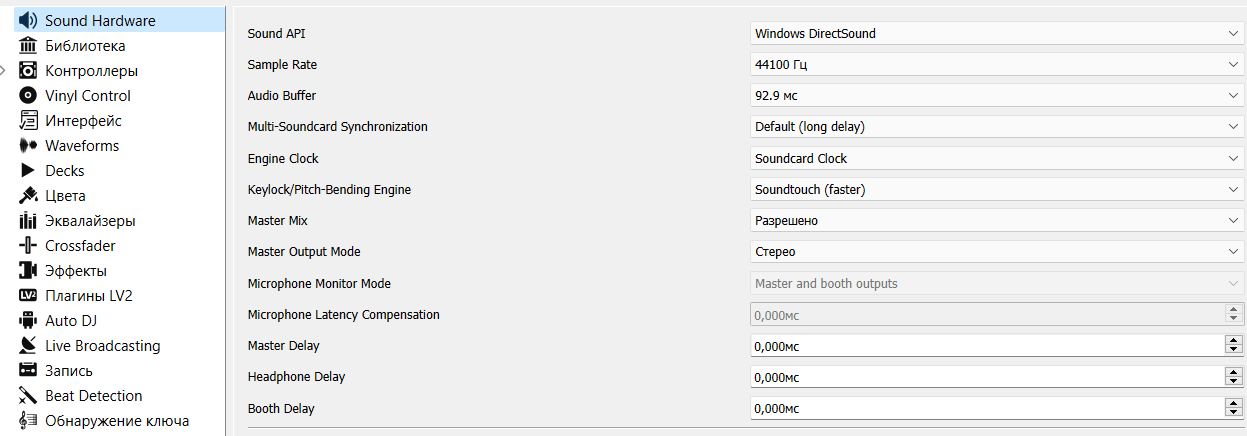 Sound Hardware
Библиотека
Контроллеры
Vinyl Control
Интерфейс
Waveforms
Decks
Цвета
Эквалайзеры
Crossfader
Эффекты
LV2 Плагины LV2
Auto DJ
Live Broadcasting
Запись
Beat Detection
Обнаружение ключа
Sound API Windows DirectSound
Sample Rate 44100 Гц
Audio Buffer 92.9 мс
Multi-Soundcard Synchronization Default (long delay)
Engine Clock Soundcard Clock
Keylock/Pitch-Bending Engine Soundtouch (faster)
Master Mix Разрешено
Master Output Mode Стерео
Microphone Monitor Mode Master and booth outputs
Microphone Latency Compensation 0,000мс
Master Delay 0,000мс
Headphone Delay 0,000мс
Booth Delay 0,000мс